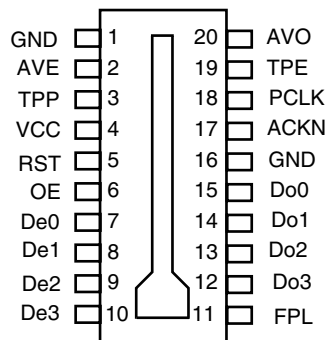 GND 1 20 AVO
AVE 2 19 TPE
TPP 3 18 PCLK
VCC 4 17 ACKN
RST 5 16 GND
OE 6 15 Do0
De0 7 14 Do1
De1 8 13 Do2
De2 9 12 Do3
De3 10 11 FPL